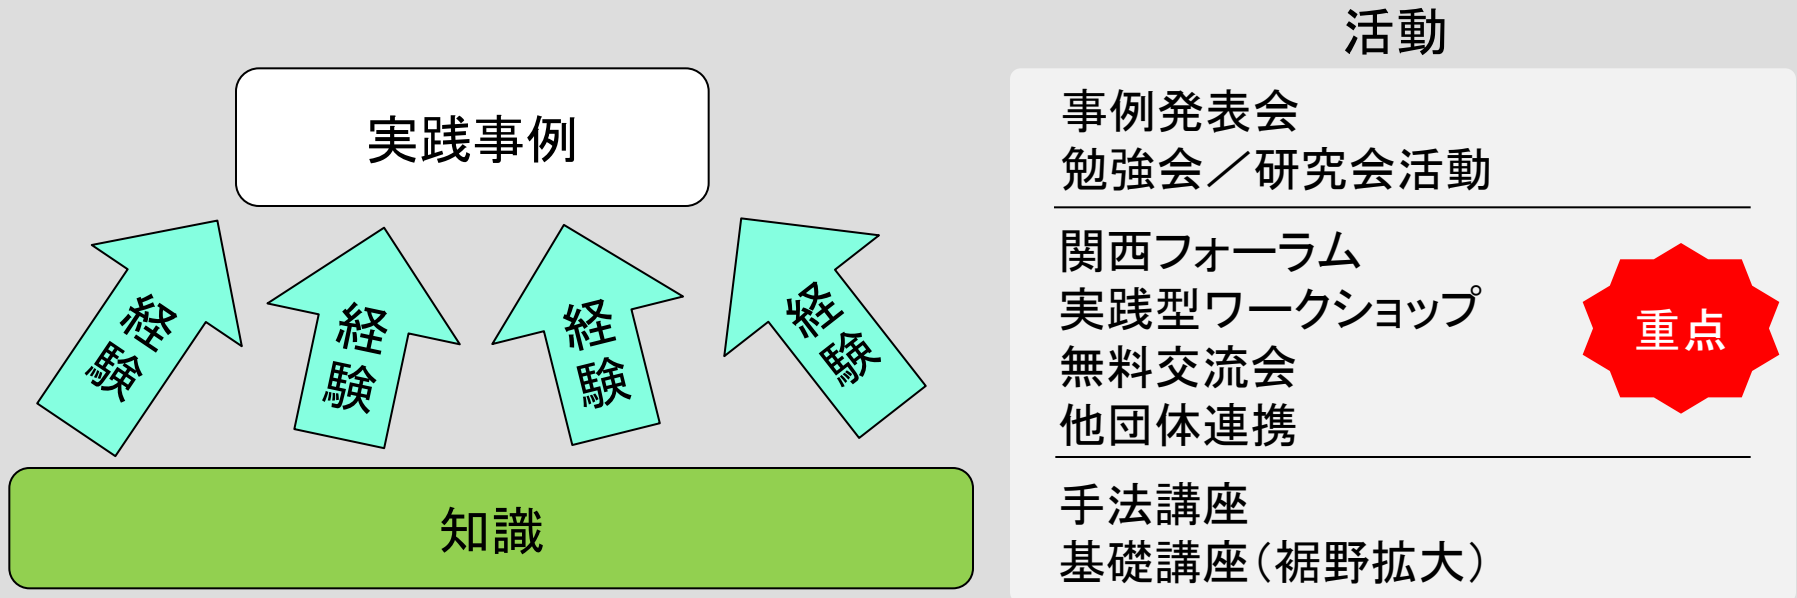 実践事例
経験
経験
経験
経験
知識
活動
事例発表会
勉強会／研究会活動
関西フォーラム
実践型ワークショップ
無料交流会
他団体連携
重点
手法講座
基礎講座（裾野拡大）